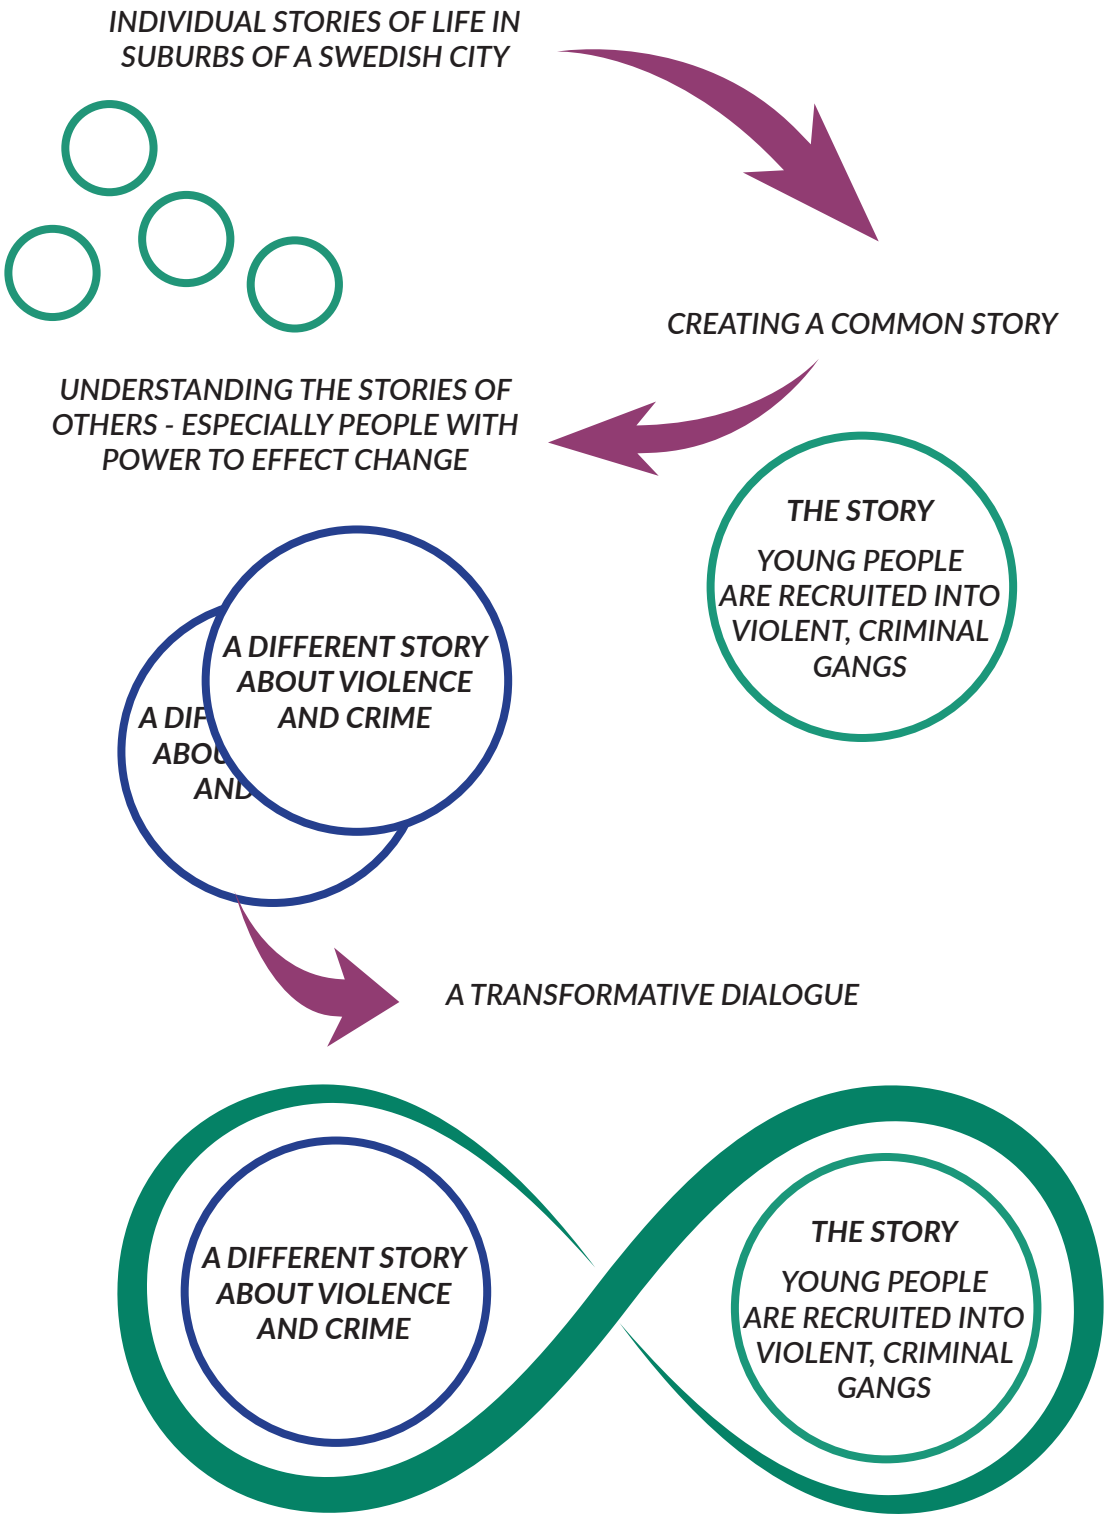 INDIVIDUAL STORIES OF LIFE IN
SUBURBS OF A SWEDISH CITY
CREATING A COMMON STORY
UNDERSTANDING THE STORIES OF
OTHERS - ESPECIALLY PEOPLE WITH
POWER TO EFFECT CHANGE
THE STORY
YOUNG PEOPLE
ARE RECRUITED INTO
VIOLENT, CRIMINAL
GANGS
A DIFFERENT STORY
ABOUT VIOLENCE
AND CRIME
A DIF
ABOU
AND
A TRANSFORMATIVE DIALOGUE
A DIFFERENT STORY
ABOUT VIOLENCE
AND CRIME
THE STORY
YOUNG PEOPLE
ARE RECRUITED INTO
VIOLENT, CRIMINAL
GANGS